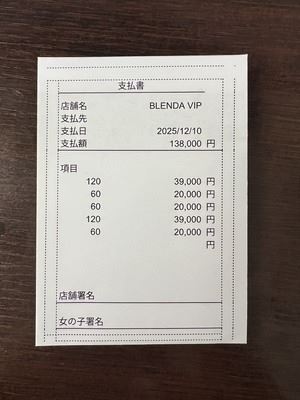 支払書
店舗名 BLENDA VIP
支払先
支払日 2025/12/10
支払額 138,000 円
項目
120 39,000 円
60 20,000 円
60 20,000 円
120 39,000 円
60 20,000 円
円
店舗署名
女の子署名